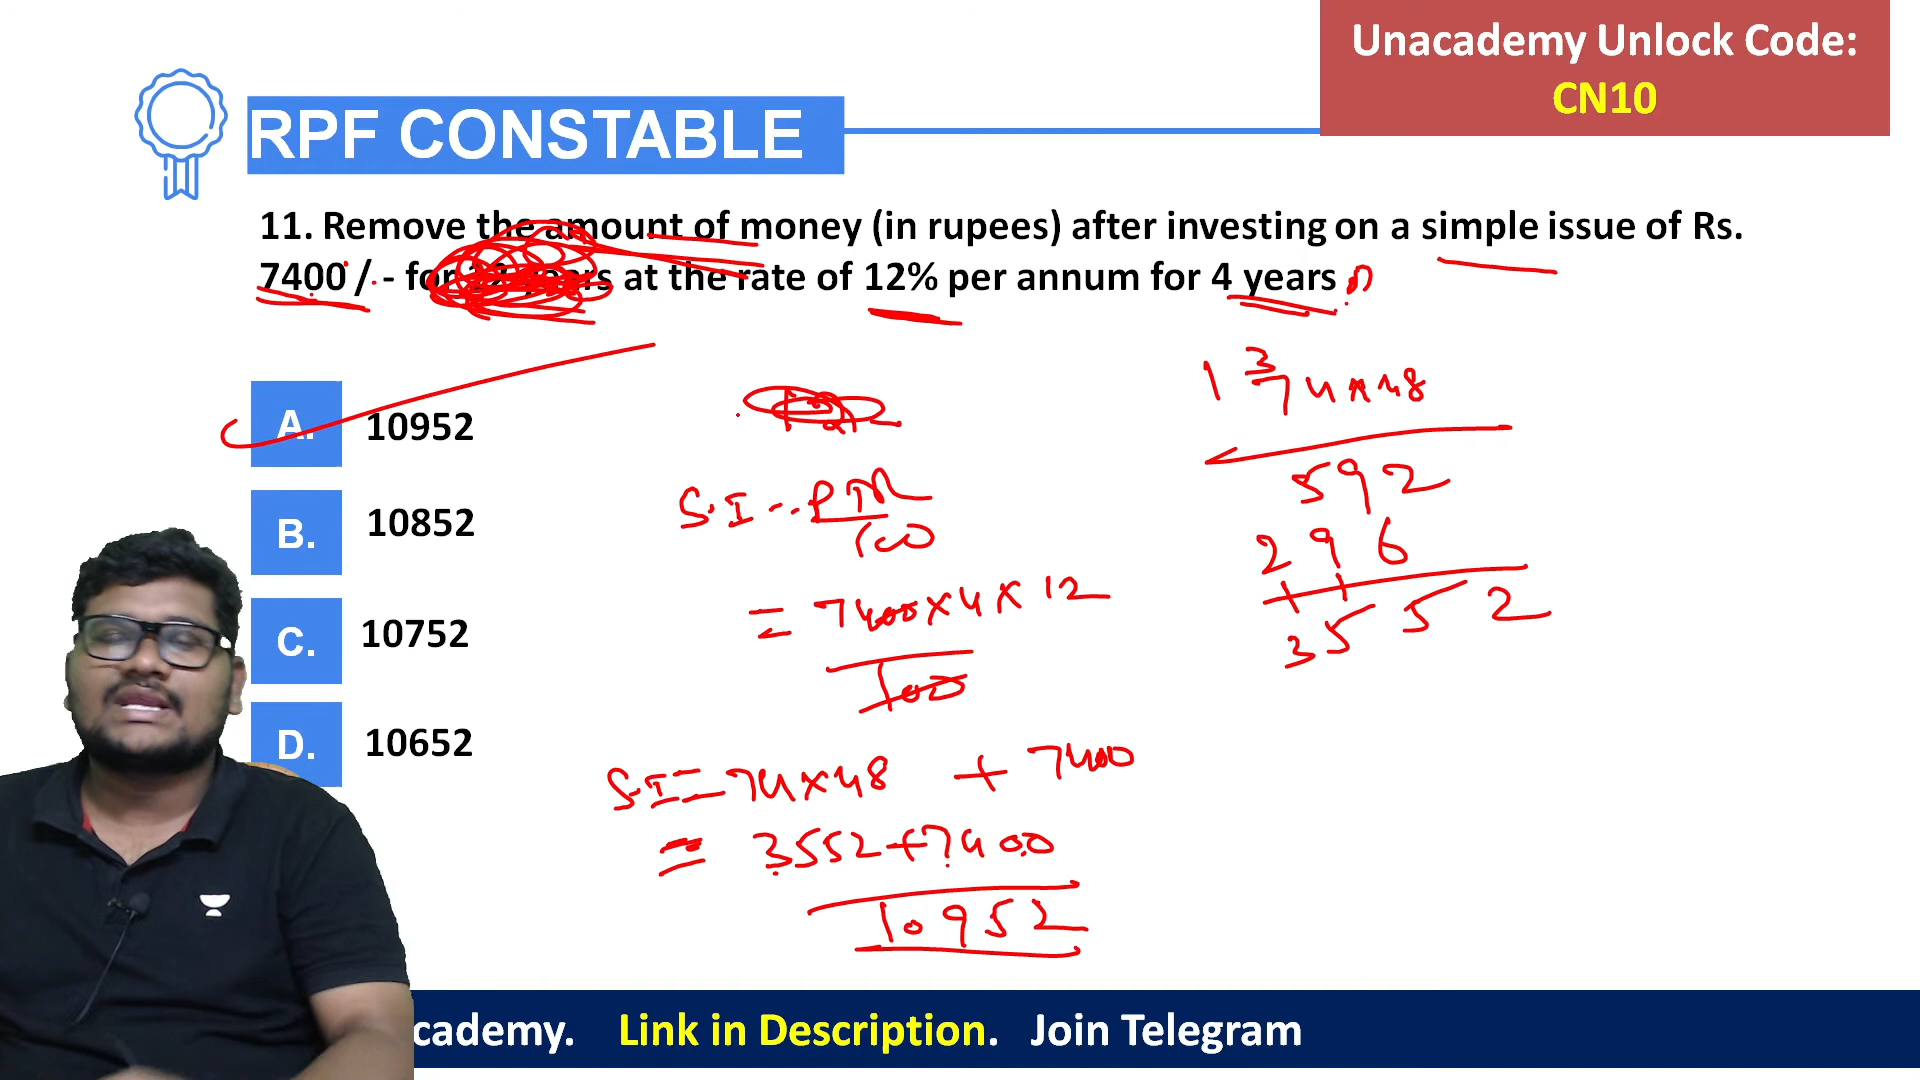 Unacademy Unlock Code:
CN10
RPF CONSTABLE
11. Remove the amount of money (in rupees) after investing on a simple issue of Rs.
7400 /- - for years at the rate of 12% per annum for 4 years
A. 10952
B. 10852
C. 10752
D. 10652
S.I = PTR
100
= 7400 x 4 x 12
100
S.I = 74 x 48 + 7400
= 3552 + 7400
10952
1 3
74 x 48
592
296
3552
cademy. Link in Description. Join Telegram